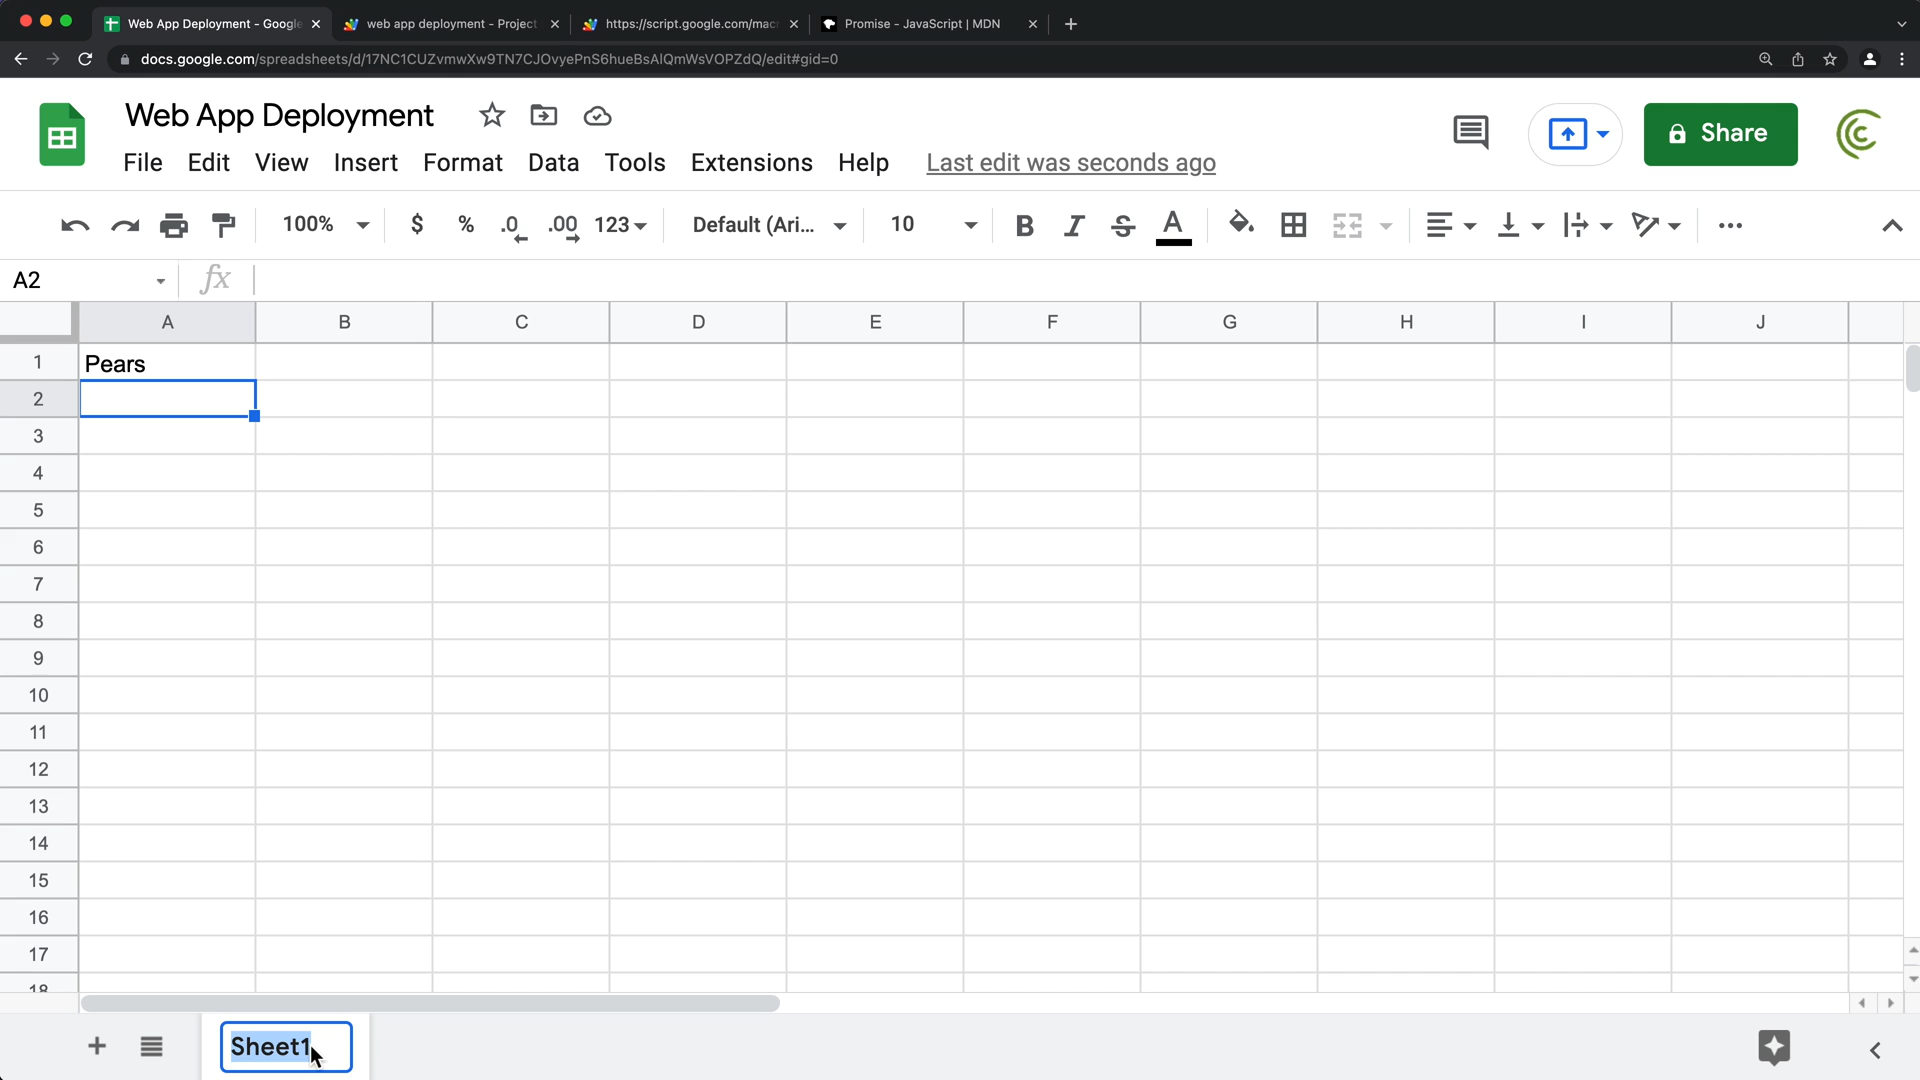 Web App Deployment - Google
web app deployment - Project
https://script.google.com/mac
Promise - JavaScript | MDN
docs.google.com/spreadsheets/d/17NC1CUZvmwXw9TN7CJOvyePnS6hueBsAlQmWsVOPZdQ/edit#gid=0
Web App Deployment
Share
File Edit View Insert Format Data Tools Extensions Help Last edit was seconds ago
100% $ % .0 .00 123 Default (Ari... 10 B I S A
A2 fx
A B C D E F G H I J
1 Pears
2
3
4
5
6
7
8
9
10
11
12
13
14
15
16
17
18
Sheet1